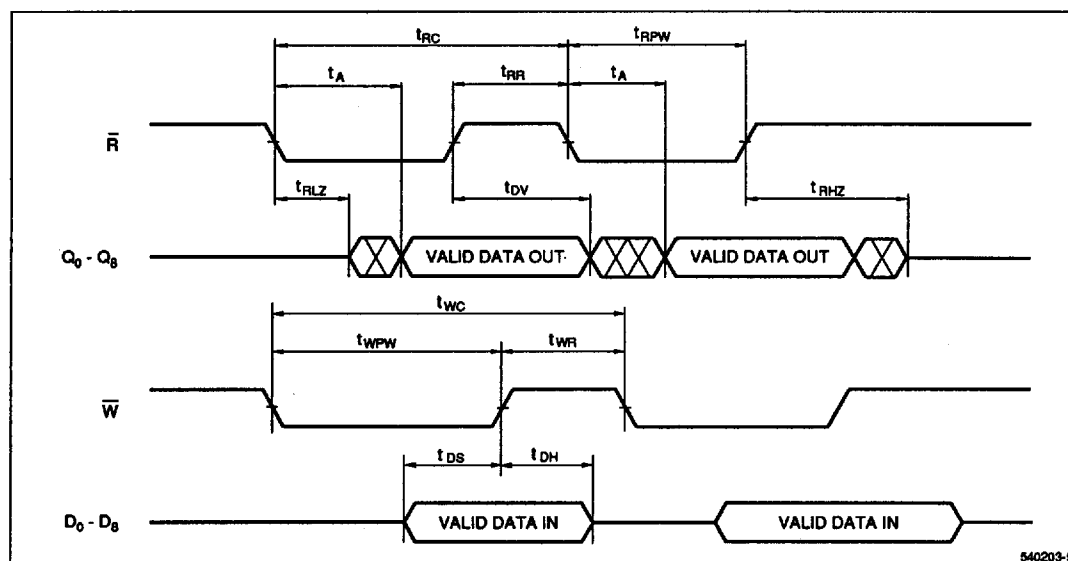 tRC tRPW
tA tRR tA
R̅
tRLZ tDV tRHZ
Q0 - Q8 VALID DATA OUT VALID DATA OUT
tWC
tWPW tWR
W̅
tDS tDH
D0 - D8 VALID DATA IN VALID DATA IN